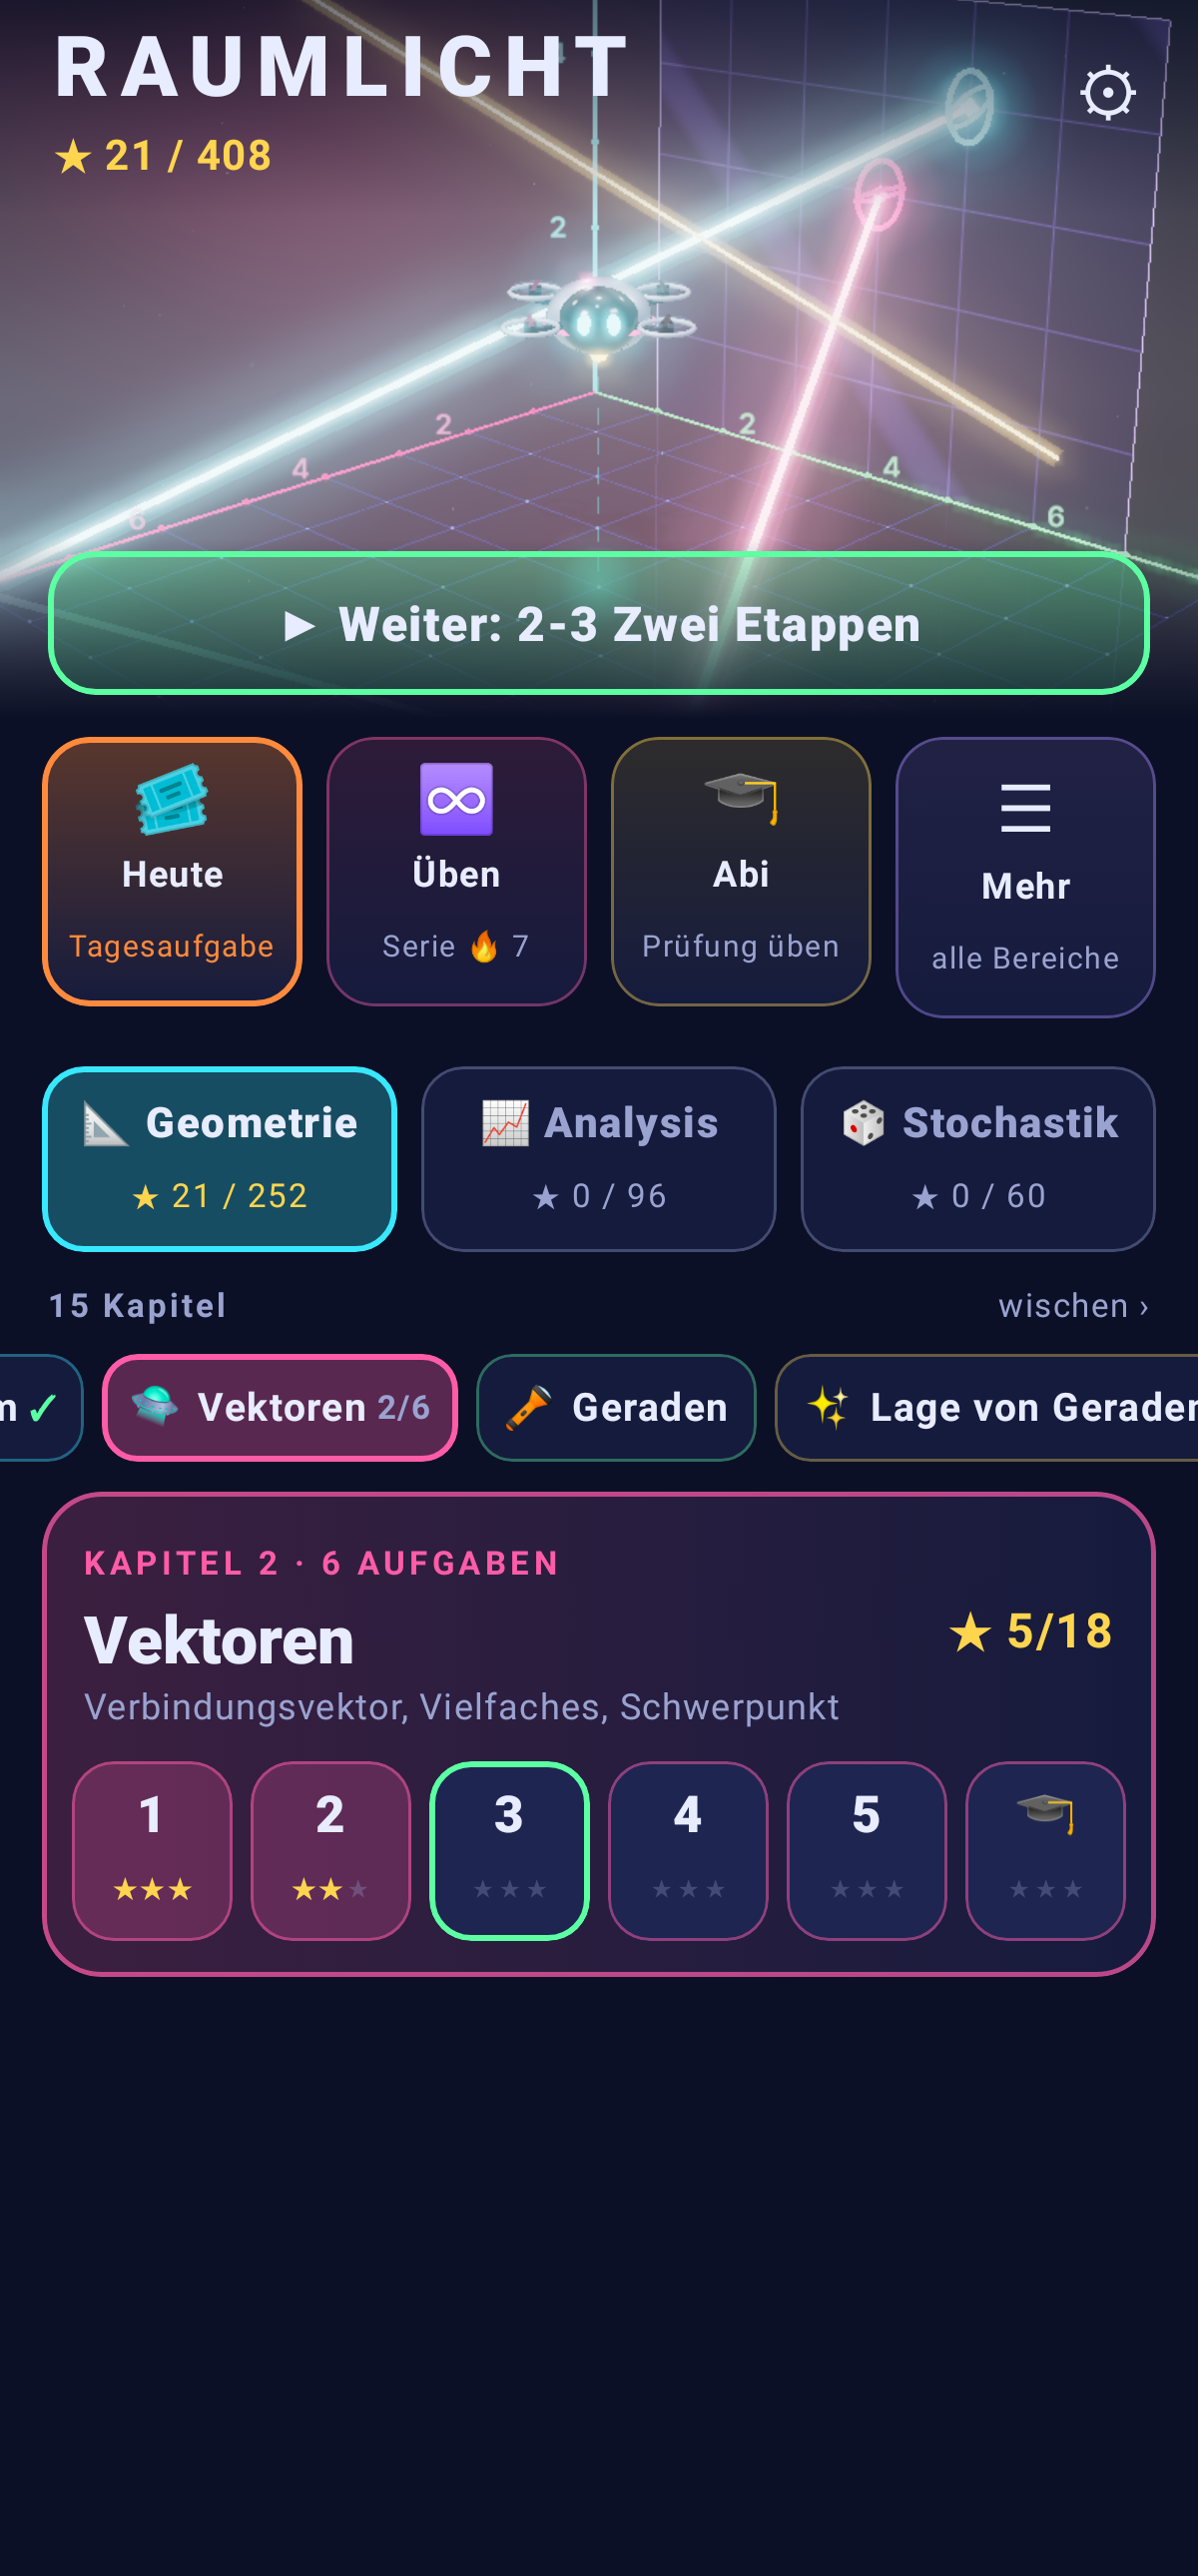 RAUMLICHT
★ 21 / 408
4
2
2
2
4
4
6
6
► Weiter: 2-3 Zwei Etappen
Heute
Üben
Abi
Mehr
Tagesaufgabe
Serie 🔥 7
Prüfung üben
alle Bereiche
Geometrie
Analysis
Stochastik
★ 21 / 252
★ 0 / 96
★ 0 / 60
15 Kapitel
wischen ›
✓
Vektoren 2/6
Geraden
Lage von Geraden
KAPITEL 2 · 6 AUFGABEN
Vektoren
★ 5/18
Verbindungsvektor, Vielfaches, Schwerpunkt
1
2
3
4
5
★★★
★★★
★★★
★★★
★★★
★★★